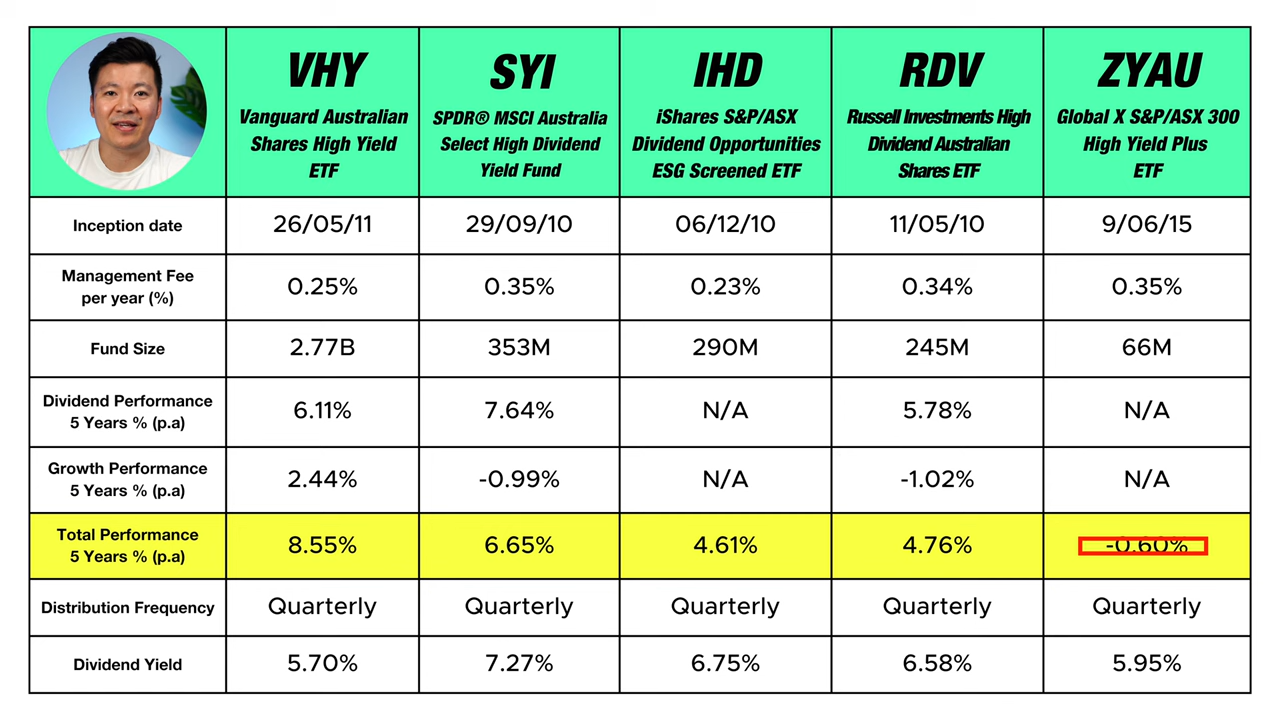 VHY
Vanguard Australian
Shares High Yield
ETF
SYI
SPDR® MSCI Australia
Select High Dividend
Yield Fund
IHD
iShares S&P/ASX
Dividend Opportunities
ESG Screened ETF
RDV
Russell Investments High
Dividend Australian
Shares ETF
ZYAU
Global X S&P/ASX 300
High Yield Plus
ETF
Inception date
26/05/11
29/09/10
06/12/10
11/05/10
9/06/15
Management Fee
per year (%)
0.25%
0.35%
0.23%
0.34%
0.35%
Fund Size
2.77B
353M
290M
245M
66M
Dividend Performance
5 Years % (p.a)
6.11%
7.64%
N/A
5.78%
N/A
Growth Performance
5 Years % (p.a)
2.44%
-0.99%
N/A
-1.02%
N/A
Total Performance
5 Years % (p.a)
8.55%
6.65%
4.61%
4.76%
-0.60%
Distribution Frequency
Quarterly
Quarterly
Quarterly
Quarterly
Quarterly
Dividend Yield
5.70%
7.27%
6.75%
6.58%
5.95%